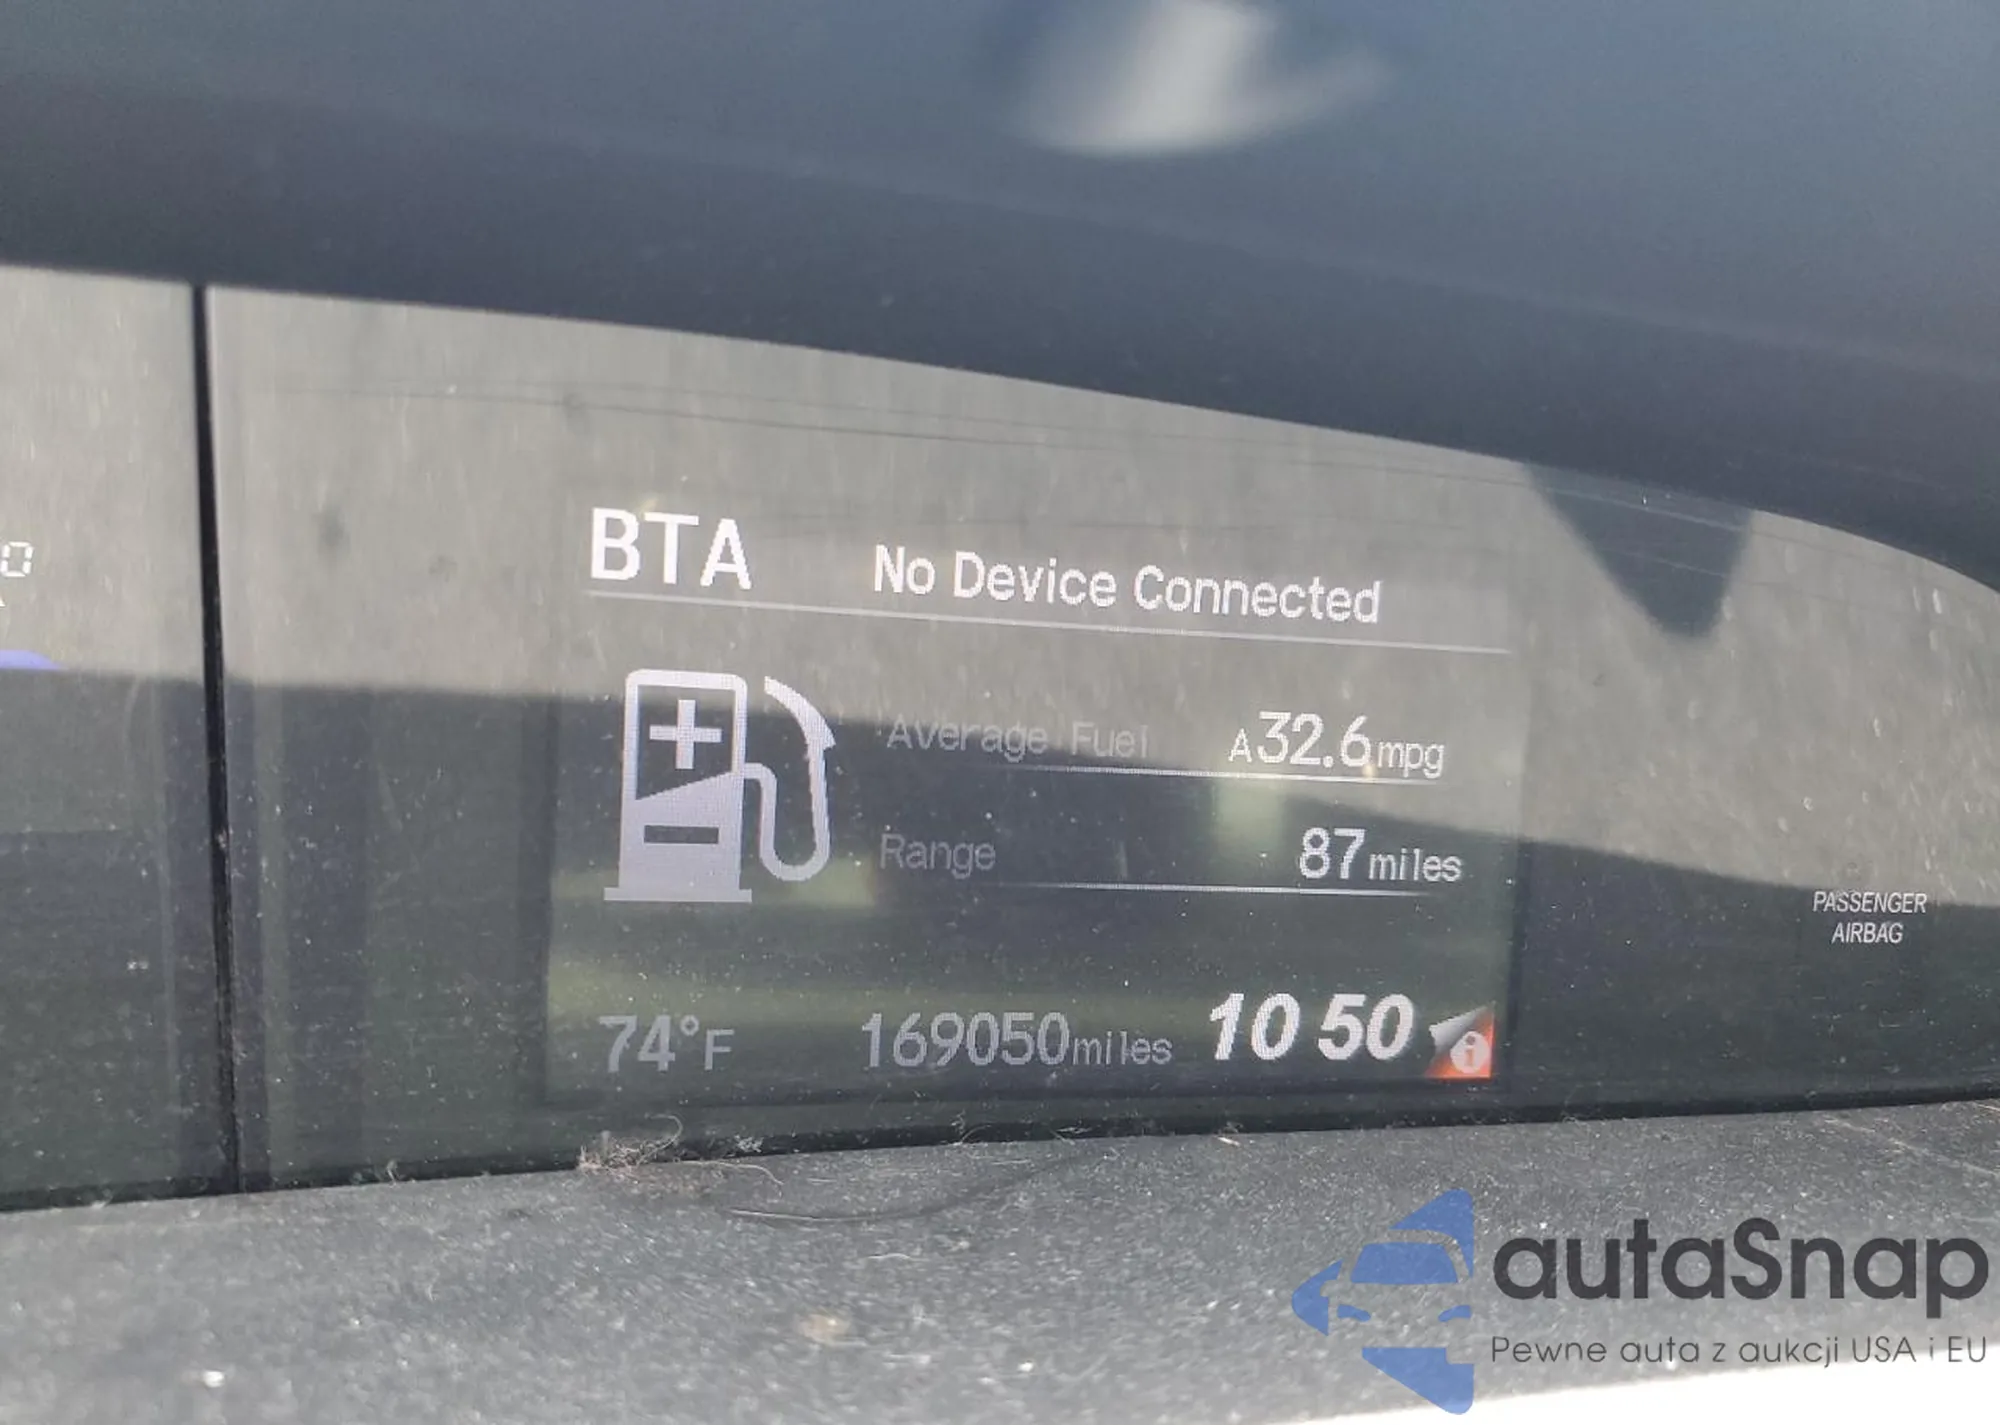 0
BTA No Device Connected
Average Fuel A32.6mpg
Range 87miles
PASSENGER
AIRBAG
74°F 169050miles 10 50
autaSnap
Pewne auta z aukcji USA i EU